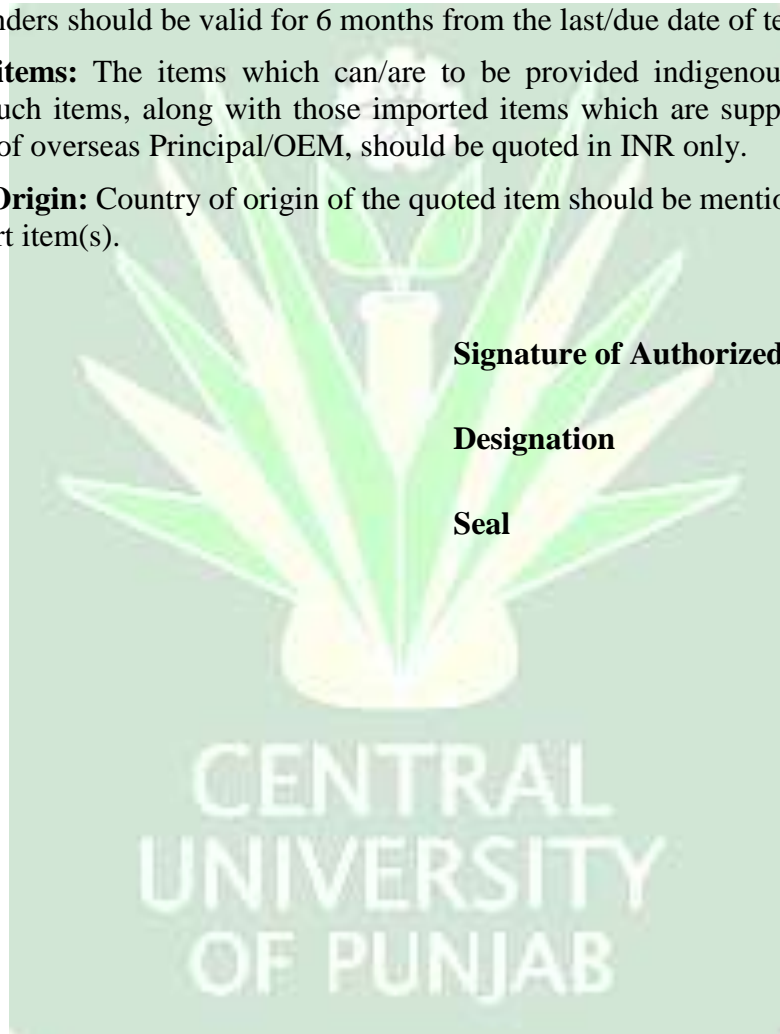 nders should be valid for 6 months from the last/due date of te
items: The items which can/are to be provided indigenou
uch items, along with those imported items which are supp
of overseas Principal/OEM, should be quoted in INR only.
Origin: Country of origin of the quoted item should be mentio
rt item(s).
Signature of Authorized
Designation
Seal
CENTRAL
UNIVERSITY
OF PUNJAB